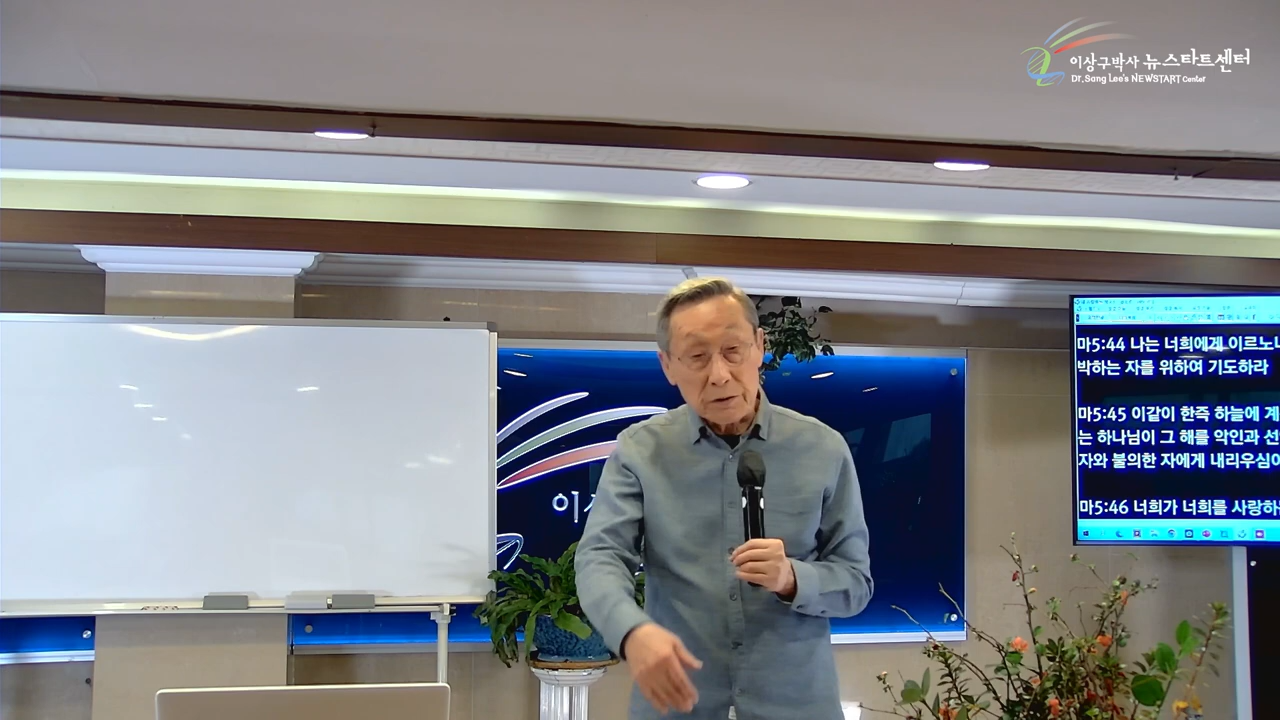 이상구박사 뉴스타트센터
Dr. Sang Lee's NEWSTART Center
마5:44 나는 너희에게 이르노니
박하는 자를 위하여 기도하라
마5:45 이같이 한즉 하늘에 계
는 하나님이 그 해를 악인과 선
자와 불의한 자에게 내리우심이
마5:46 너희가 너희를 사랑하
이상